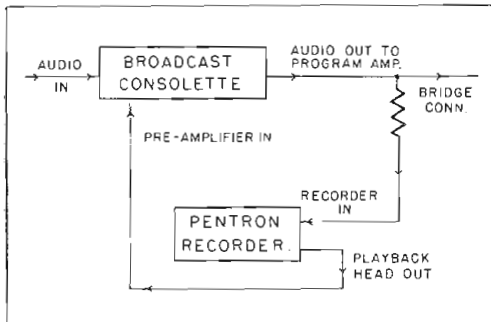 AUDIO
IN
BROADCAST
CONSOLETTE
AUDIO OUT TO
PROGRAM AMP.
BRIDGE
CONN.
PRE-AMPLIFIER IN
RECORDER
IN
PENTRON
RECORDER.
PLAYBACK
HEAD OUT